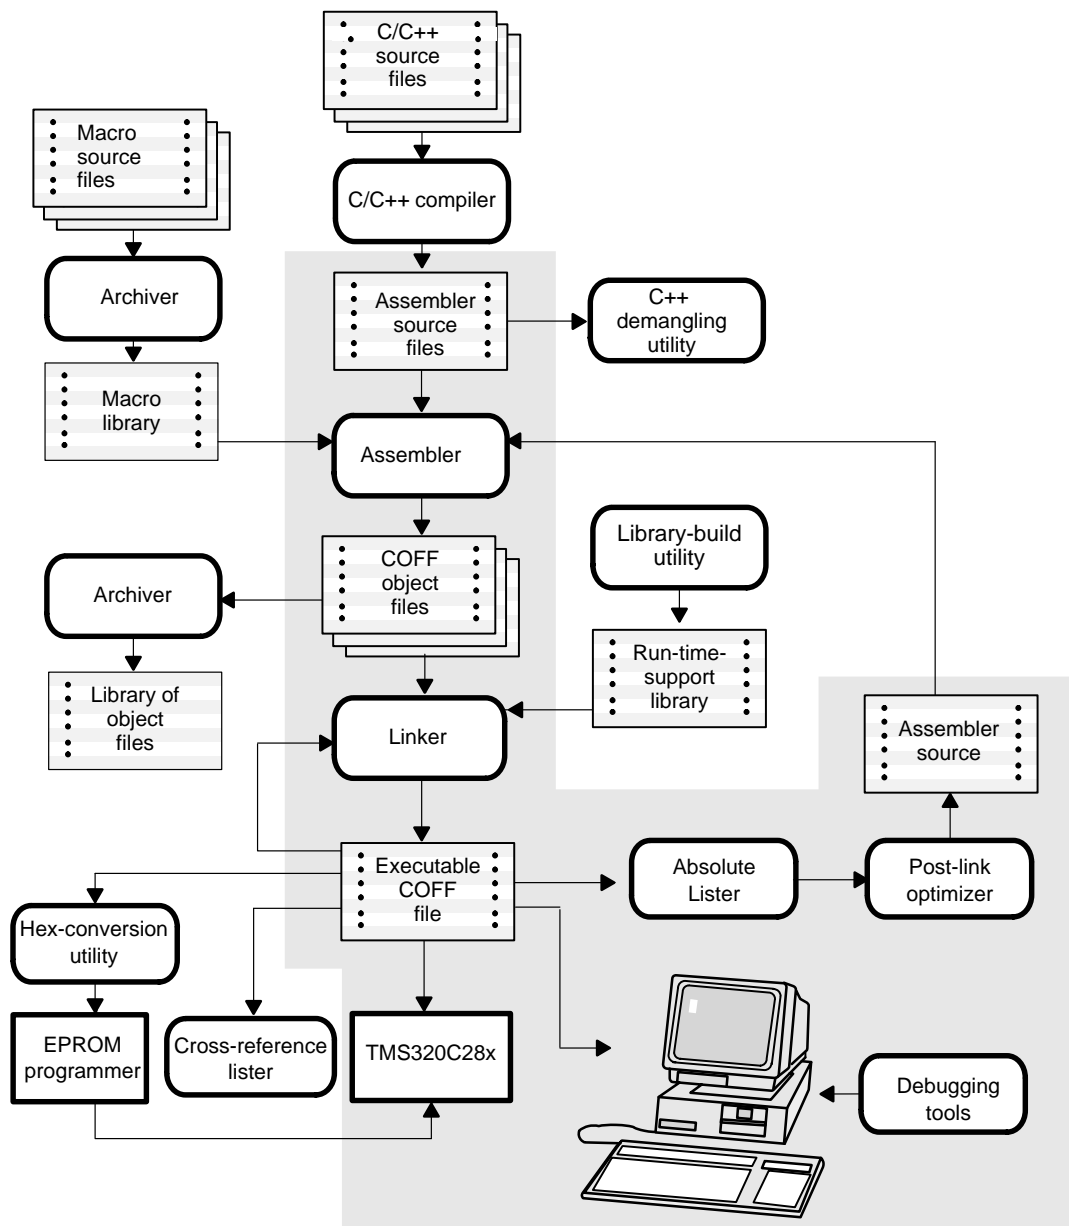 C/C++
source
files
Macro
source
files
C/C++ compiler
Archiver
Assembler
source
files
C++
demangling
utility
Macro
library
Assembler
Library-build
utility
COFF
object
files
Archiver
Run-time-
support
library
Library of
object
files
Linker
Assembler
source
Executable
COFF
file
Absolute
Lister
Post-link
optimizer
Hex-conversion
utility
EPROM
programmer
Cross-reference
lister
TMS320C28x
Debugging
tools